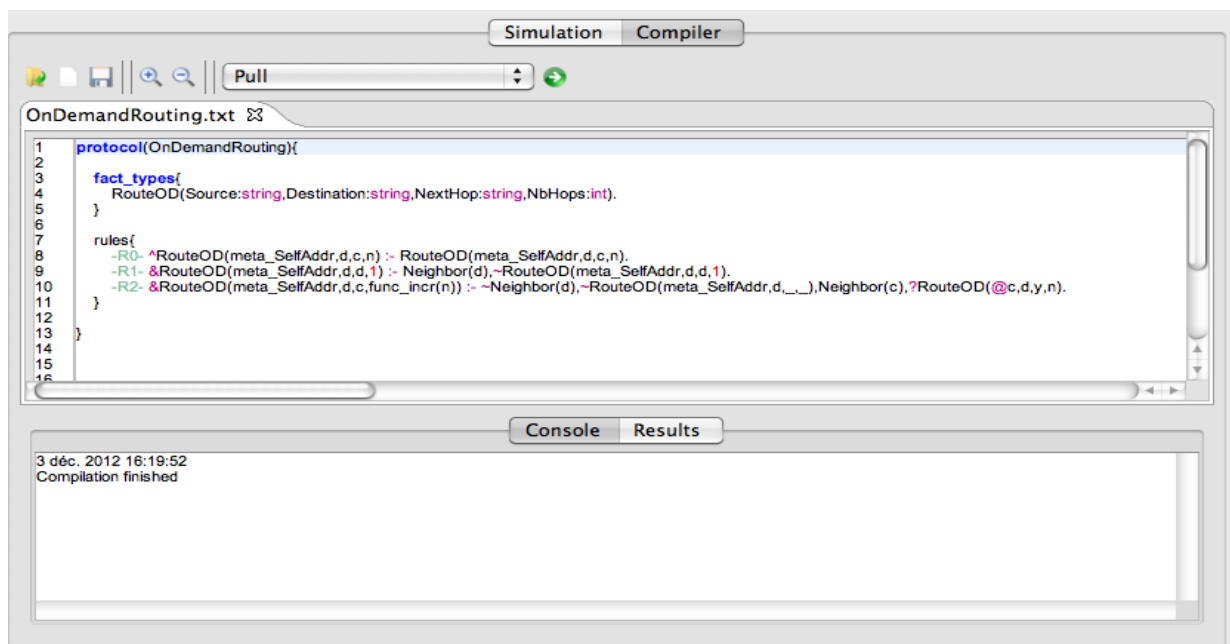 Simulation Compiler
Pull
OnDemandRouting.txt
1 protocol(OnDemandRouting){
2
3 fact_types{
4 RouteOD(Source:string,Destination:string,NextHop:string,NbHops:int).
5 }
6
7 rules{
8 -R0- ^RouteOD(meta_SelfAddr,d,c,n) :- RouteOD(meta_SelfAddr,d,c,n).
9 -R1- &RouteOD(meta_SelfAddr,d,d,1) :- Neighbor(d),~RouteOD(meta_SelfAddr,d,d,1).
10 -R2- &RouteOD(meta_SelfAddr,d,c,func_incr(n)) :- ~Neighbor(d),~RouteOD(meta_SelfAddr,d,_,_),Neighbor(c),?RouteOD(@c,d,y,n).
11 }
12
13 }
14
15
16
Console Results
3 déc. 2012 16:19:52
Compilation finished